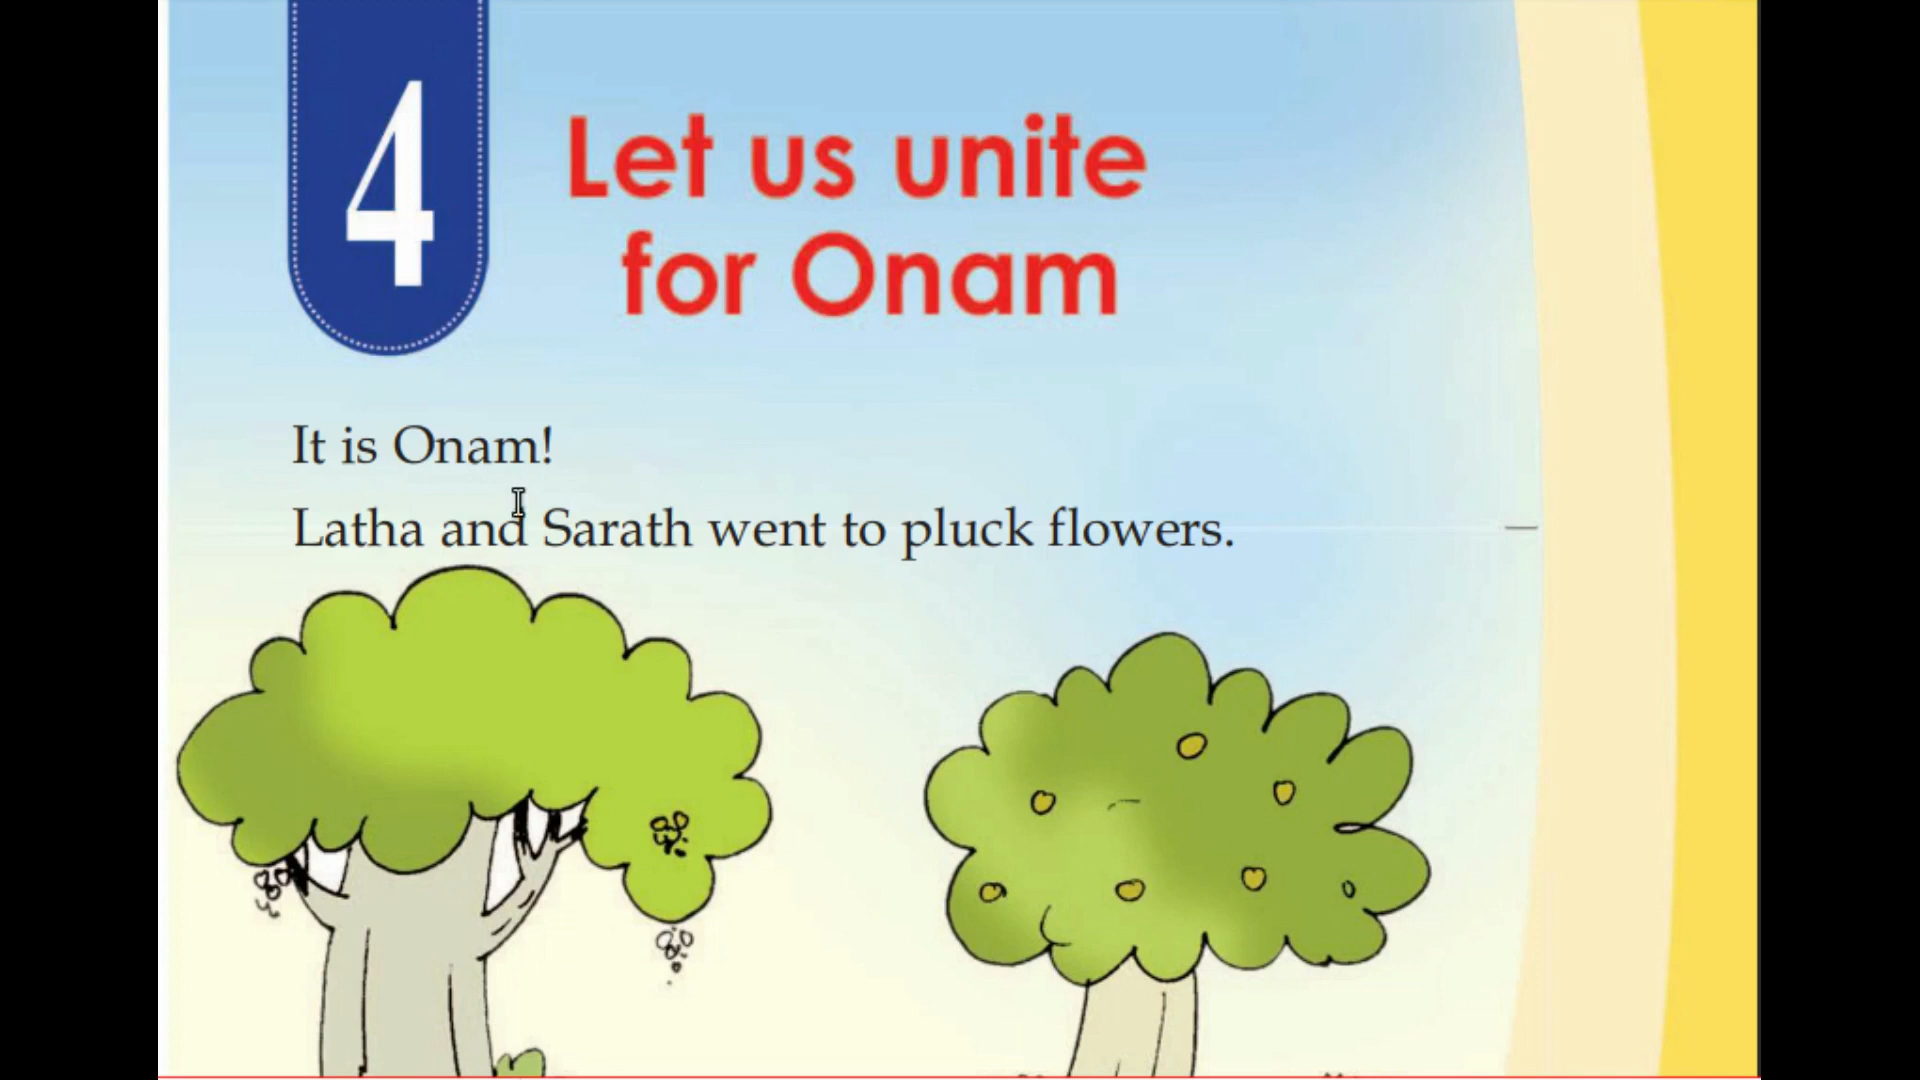 4
Let us unite
for Onam
It is Onam!
Latha and Sarath went to pluck flowers.